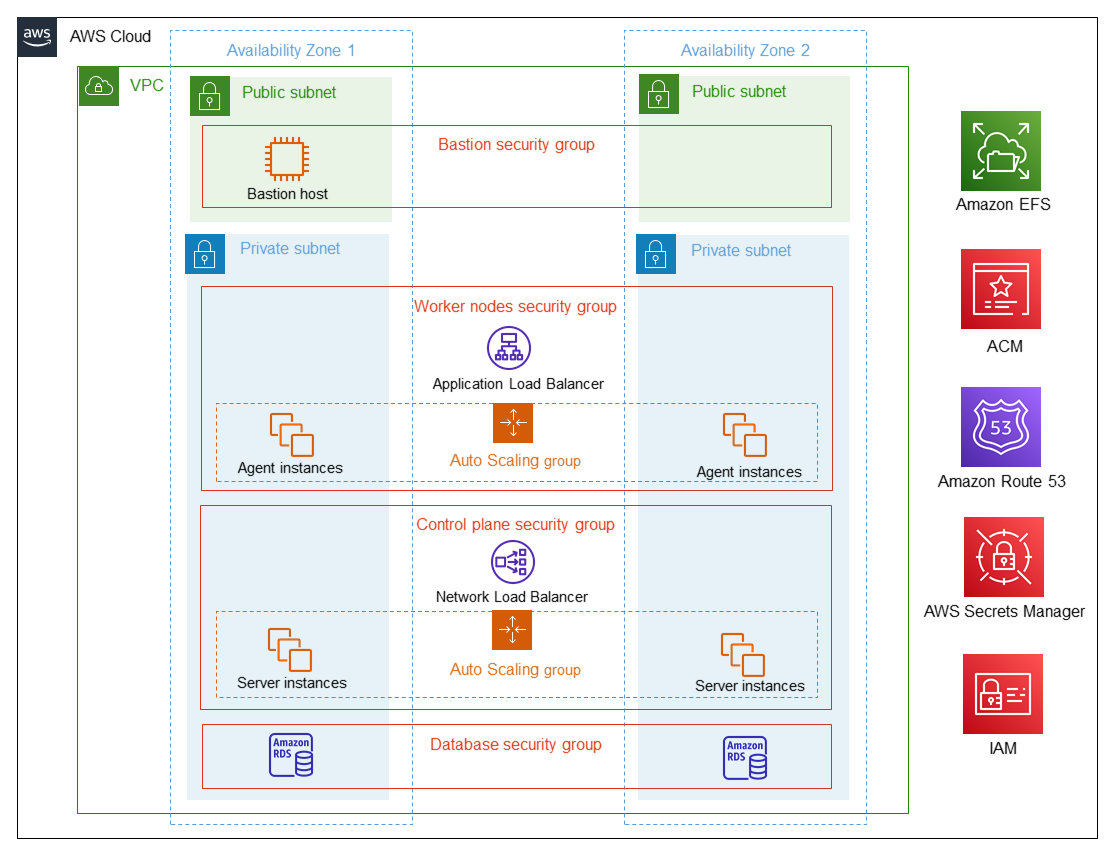 aws
AWS Cloud
Availability Zone 1
Availability Zone 2
VPC
Public subnet
Public subnet
Bastion security group
Bastion host
Amazon EFS
Private subnet
Private subnet
Worker nodes security group
Application Load Balancer
ACM
Auto Scaling group
Agent instances
Agent instances
53
Amazon Route 53
Control plane security group
Network Load Balancer
AWS Secrets Manager
Auto Scaling group
Server instances
Server instances
Database security group
Amazon
RDS
Amazon
RDS
IAM